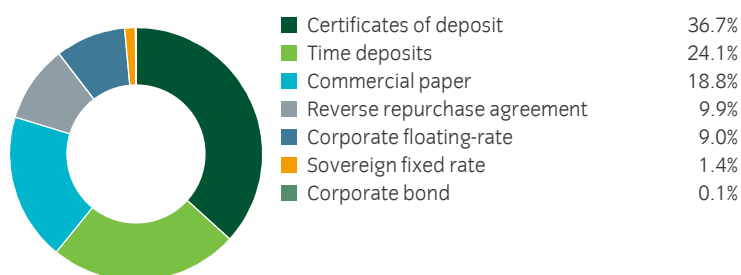 Certificates of deposit 36.7%
Time deposits 24.1%
Commercial paper 18.8%
Reverse repurchase agreement 9.9%
Corporate floating-rate 9.0%
Sovereign fixed rate 1.4%
Corporate bond 0.1%